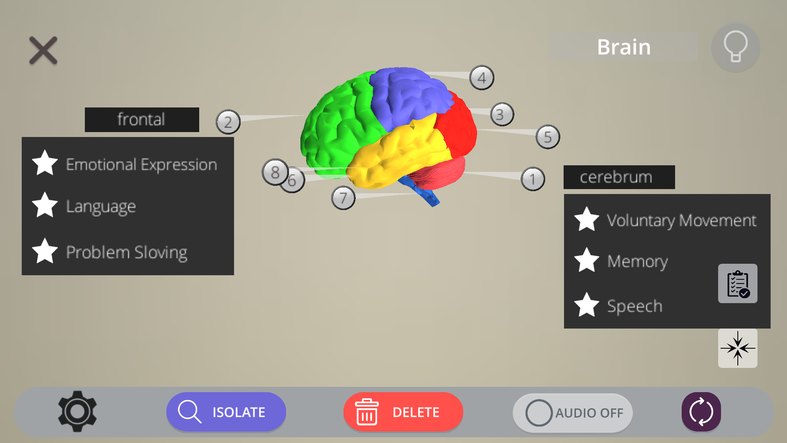 Brain
4
frontal
2
3
5
Emotional Expression
8
6
1
cerebrum
Language
7
Voluntary Movement
Problem Sloving
Memory
Speech
ISOLATE
DELETE
AUDIO OFF